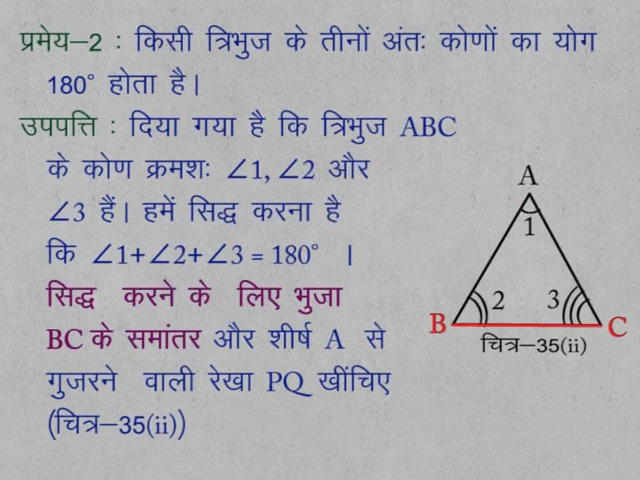 प्रमेय–2 : किसी त्रिभुज के तीनों अंतः कोणों का योग
180° होता है।
उपपत्ति : दिया गया है कि त्रिभुज ABC
के कोण क्रमशः ∠1, ∠2 और
∠3 हैं। हमें सिद्ध करना है
कि ∠1+∠2+∠3 = 180° ।
सिद्ध करने के लिए भुजा
BC के समांतर और शीर्ष A से
गुजरने वाली रेखा PQ खींचिए
(चित्र–35(ii))
A
1
2 3
B C
चित्र–35(ii)